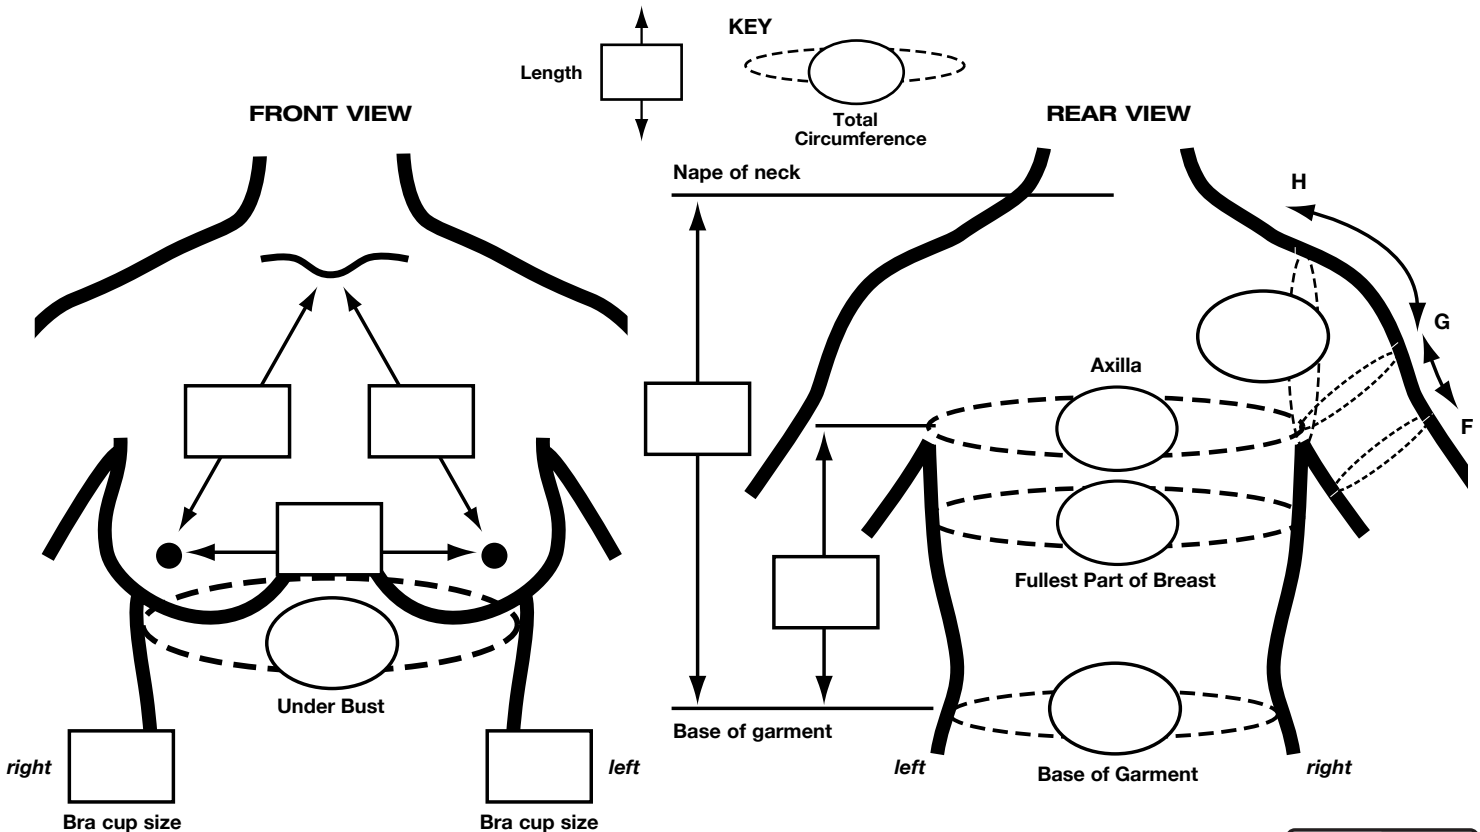 KEY
Length
Total
Circumference
FRONT VIEW
REAR VIEW
Nape of neck
H
G
F
Axilla
Fullest Part of Breast
Under Bust
Base of garment
right
left
left
right
Base of Garment
Bra cup size
Bra cup size